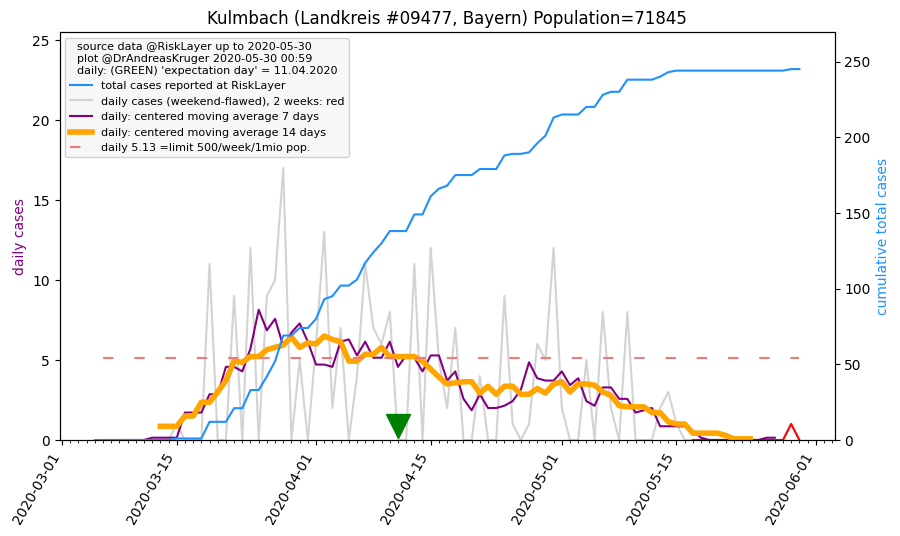 Kulmbach (Landkreis #09477, Bayern) Population=71845
source data @RiskLayer up to 2020-05-30
plot @DrAndreasKruger 2020-05-30 00:59
daily: (GREEN) 'expectation day' = 11.04.2020
total cases reported at RiskLayer
daily cases (weekend-flawed), 2 weeks: red
daily: centered moving average 7 days
daily: centered moving average 14 days
daily 5.13 =limit 500/week/1mio pop.
daily cases
25
20
15
10
5
0
cumulative total cases
250
200
150
100
50
0
2020-03-01
2020-03-15
2020-04-01
2020-04-15
2020-05-01
2020-05-15
2020-06-01